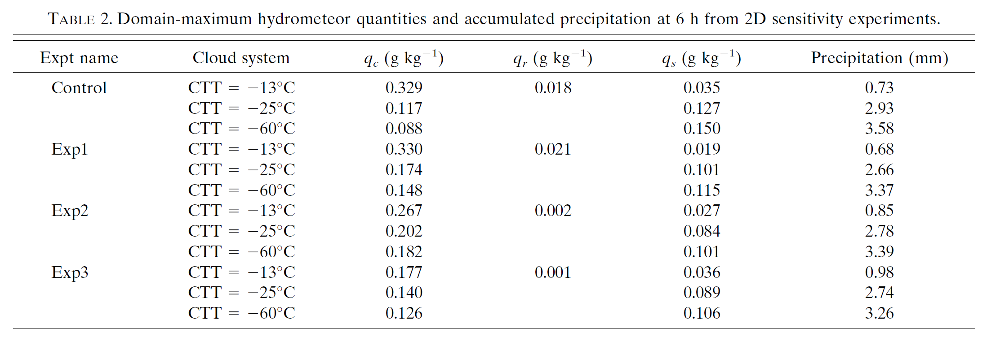 TABLE 2. Domain-maximum hydrometeor quantities and accumulated precipitation at 6 h from 2D sensitivity experiments.
Expt name Cloud system q_c (g kg⁻¹) q_r (g kg⁻¹) q_s (g kg⁻¹) Precipitation (mm)
Control CTT = −13°C 0.329 0.018 0.035 0.73
CTT = −25°C 0.117 0.127 2.93
CTT = −60°C 0.088 0.150 3.58
Exp1 CTT = −13°C 0.330 0.021 0.019 0.68
CTT = −25°C 0.174 0.101 2.66
CTT = −60°C 0.148 0.115 3.37
Exp2 CTT = −13°C 0.267 0.002 0.027 0.85
CTT = −25°C 0.202 0.084 2.78
CTT = −60°C 0.182 0.101 3.39
Exp3 CTT = −13°C 0.177 0.001 0.036 0.98
CTT = −25°C 0.140 0.089 2.74
CTT = −60°C 0.126 0.106 3.26